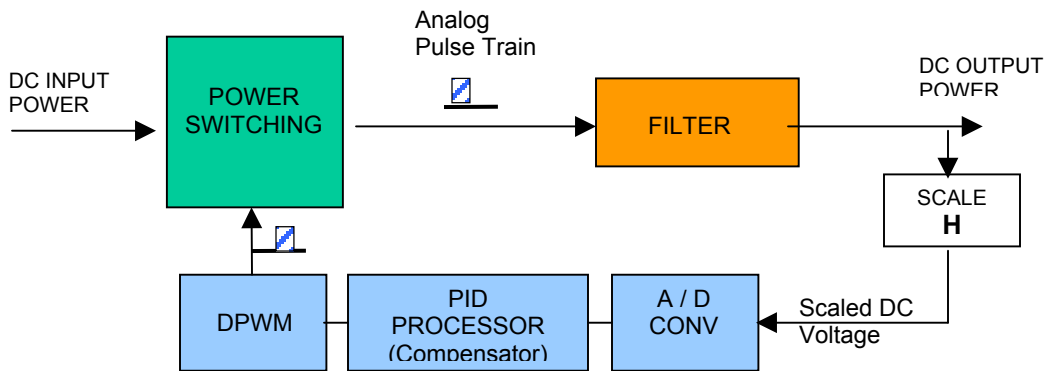 Analog
Pulse Train
DC INPUT
POWER
POWER
SWITCHING
FILTER
DC OUTPUT
POWER
SCALE
H
DPWM
PID
PROCESSOR
(Compensator)
A / D
CONV
Scaled DC
Voltage